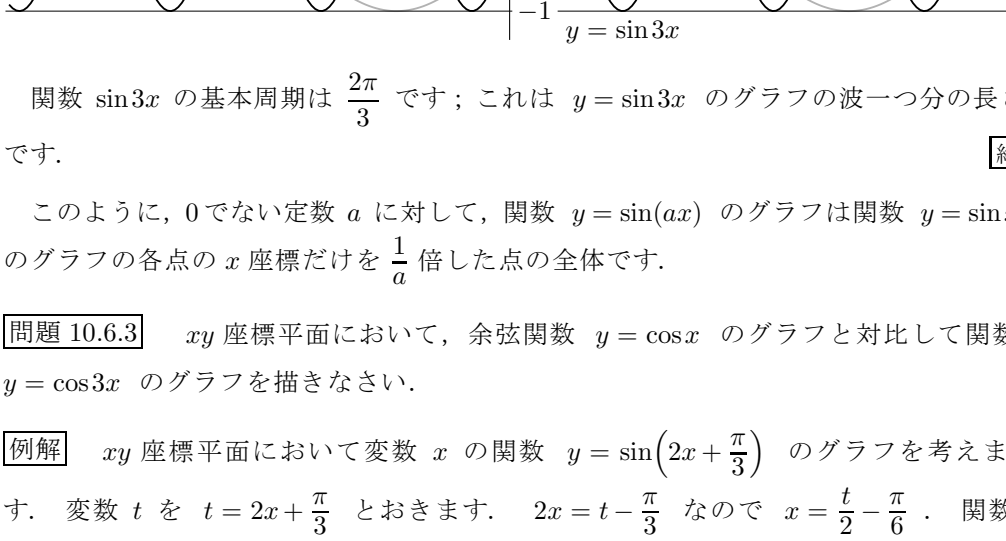 −1
y = sin3x
関数 sin3x の基本周期は 2π/3 です ; これは y = sin3x のグラフの波一つ分の長
です.
このように, 0 でない定数 a に対して, 関数 y = sin(ax) のグラフは関数 y = sin
のグラフの各点の x 座標だけを 1/a 倍した点の全体です.
問題 10.6.3 xy 座標平面において, 余弦関数 y = cosx のグラフと対比して関数
y = cos3x のグラフを描きなさい.
例解 xy 座標平面において変数 x の関数 y = sin(2x + π/3) のグラフを考えま
す. 変数 t を t = 2x + π/3 とおきます. 2x = t − π/3 なので x = t/2 − π/6 . 関数